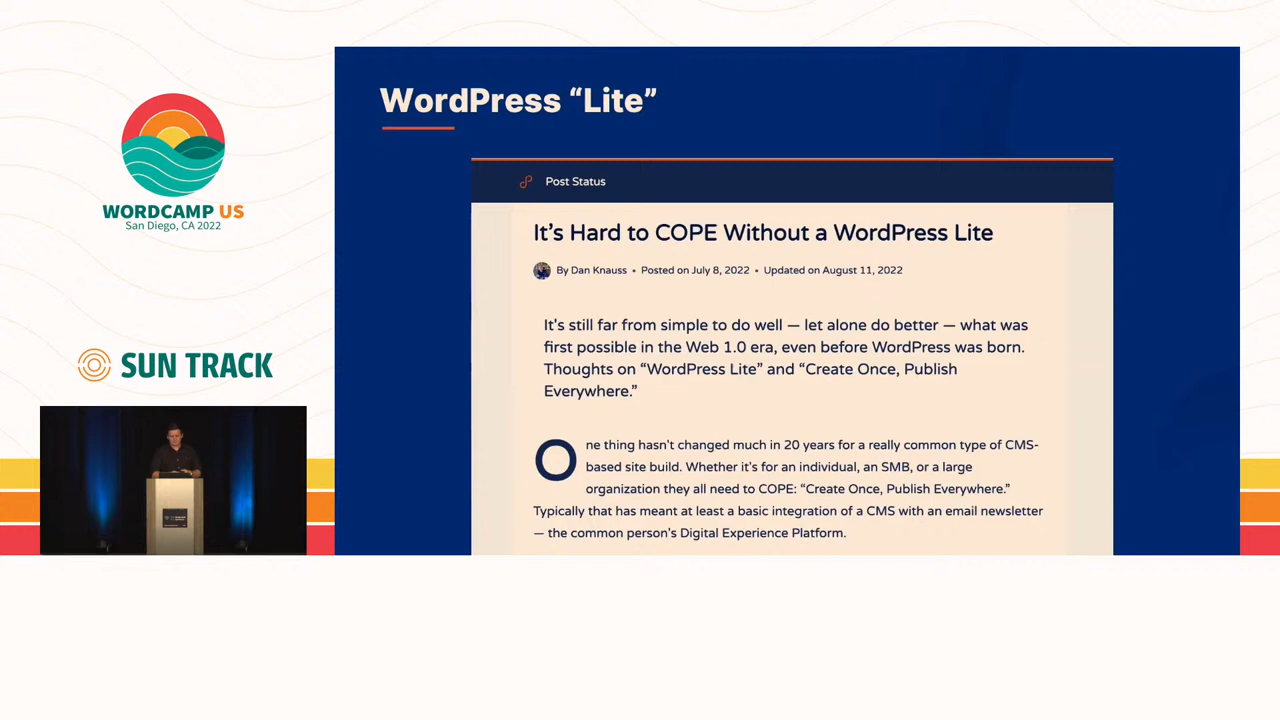 WORDCAMP US
San Diego, CA 2022
SUN TRACK
WordPress “Lite”
Post Status
It’s Hard to COPE Without a WordPress Lite
By Dan Knauss • Posted on July 8, 2022 • Updated on August 11, 2022
It's still far from simple to do well — let alone do better — what was
first possible in the Web 1.0 era, even before WordPress was born.
Thoughts on “WordPress Lite” and “Create Once, Publish
Everywhere.”
One thing hasn't changed much in 20 years for a really common type of CMS-
based site build. Whether it's for an individual, an SMB, or a large
organization they all need to COPE: “Create Once, Publish Everywhere.”
Typically that has meant at least a basic integration of a CMS with an email newsletter
— the common person's Digital Experience Platform.